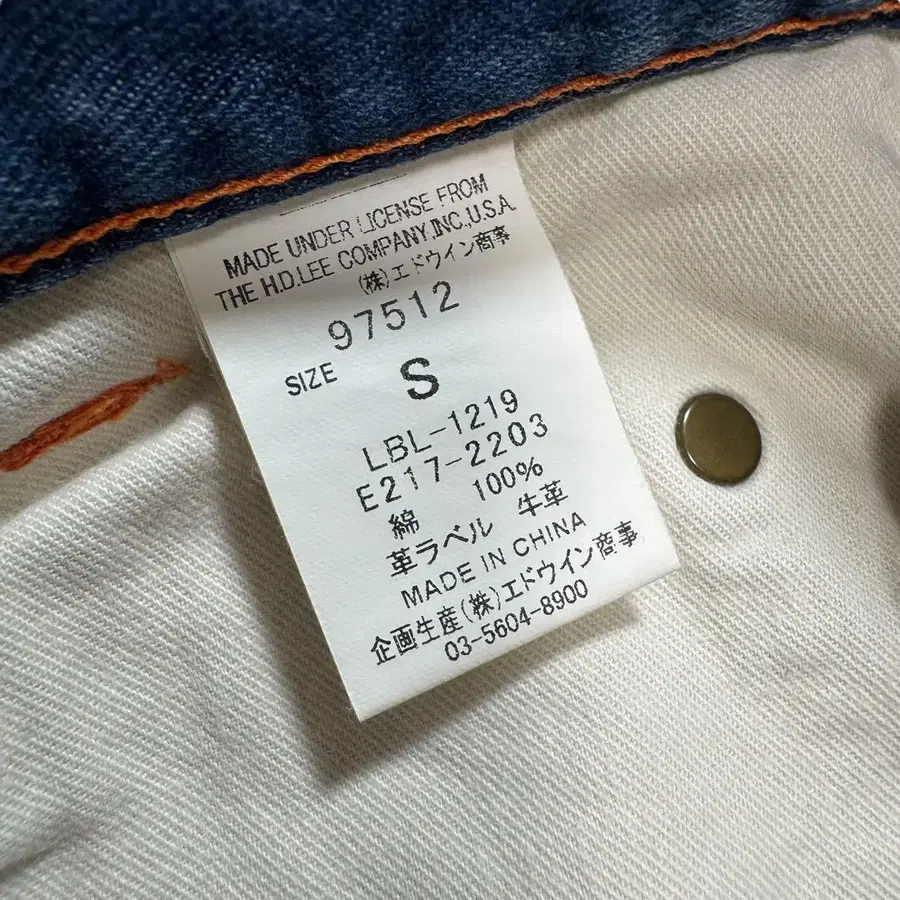 MADE UNDER LICENSE FROM
THE H.D.LEE COMPANY,INC.,U.S.A.
(株)エドウイン商事
97512
SIZE S
LBL-1219
E217-2203
綿 100%
革ラベル 牛革
MADE IN CHINA
企画生産(株)エドウイン商事
03-5604-8900